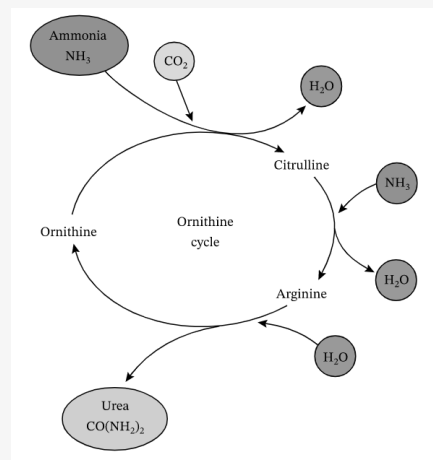 Ammonia
NH₃
CO₂
H₂O
Citrulline
NH₃
Ornithine
Ornithine
cycle
H₂O
Arginine
H₂O
Urea
CO(NH₂)₂